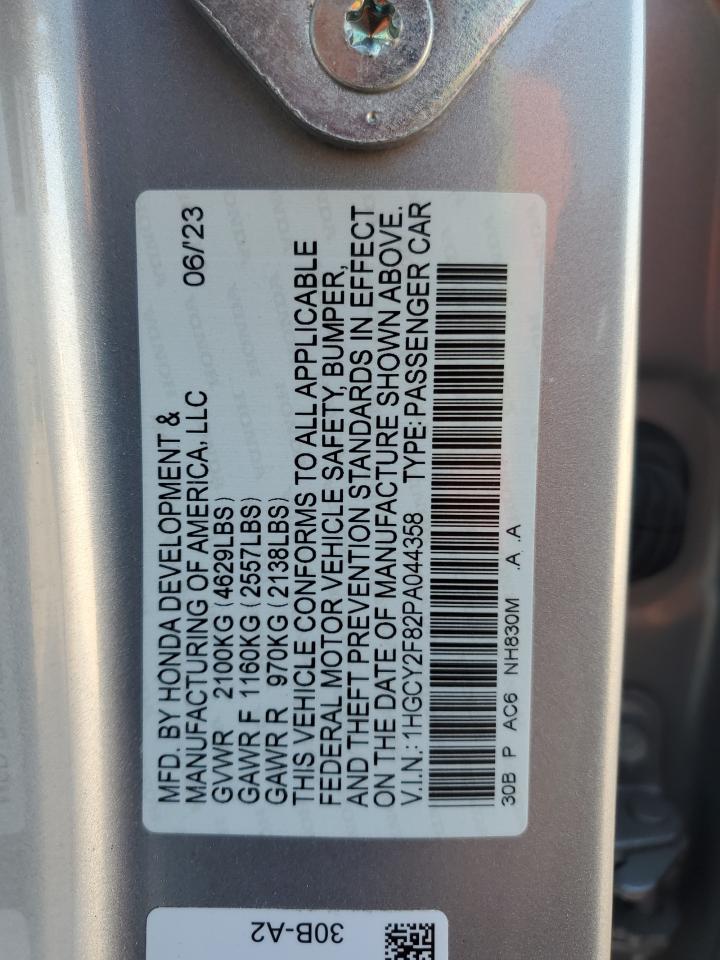 MFD. BY HONDA DEVELOPMENT &
MANUFACTURING OF AMERICA, LLC 06/'23
GVWR 2100KG (4629LBS)
GAWR F 1160KG (2557LBS)
GAWR R 970KG (2138LBS)
THIS VEHICLE CONFORMS TO ALL APPLICABLE
FEDERAL MOTOR VEHICLE SAFETY, BUMPER,
AND THEFT PREVENTION STANDARDS IN EFFECT
ON THE DATE OF MANUFACTURE SHOWN ABOVE.
V.I.N.: 1HGCY2F82PA044358 TYPE: PASSENGER CAR
30B P AC6 NH830M .A .A
30B-A2